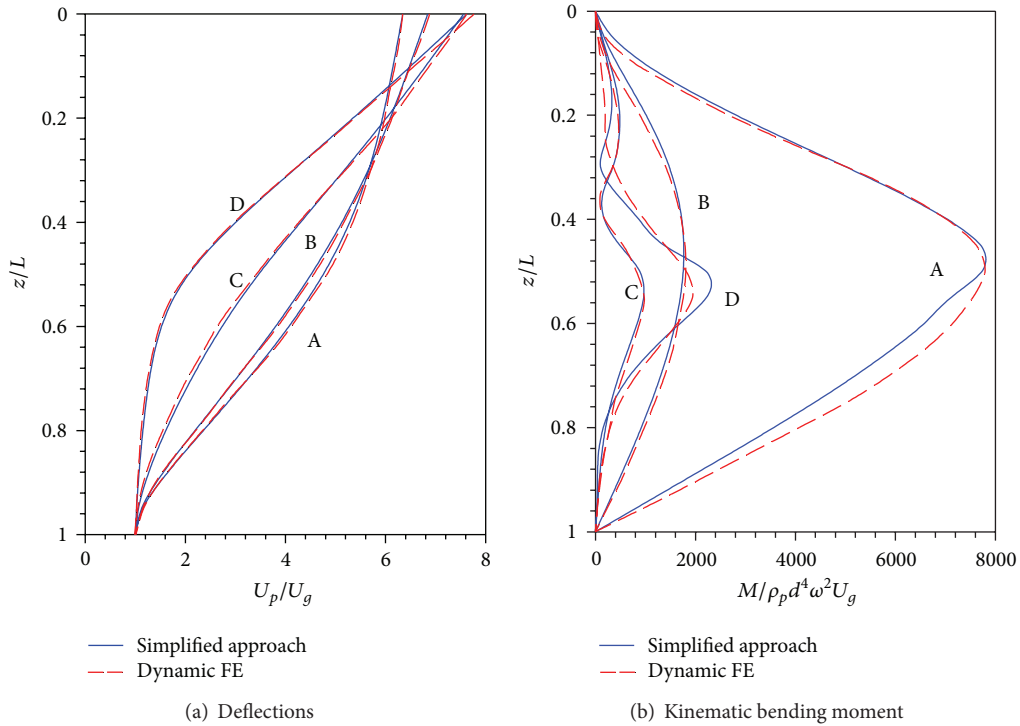 0
0.2
0.4
0.6
0.8
1
z/L
D
C
B
A
0 2 4 6 8
U_p/U_g
Simplified approach
Dynamic FE
(a) Deflections
0
0.2
0.4
0.6
0.8
1
z/L
B
A
C
D
0 2000 4000 6000 8000
M/ρ_p d^4 ω^2 U_g
Simplified approach
Dynamic FE
(b) Kinematic bending moment